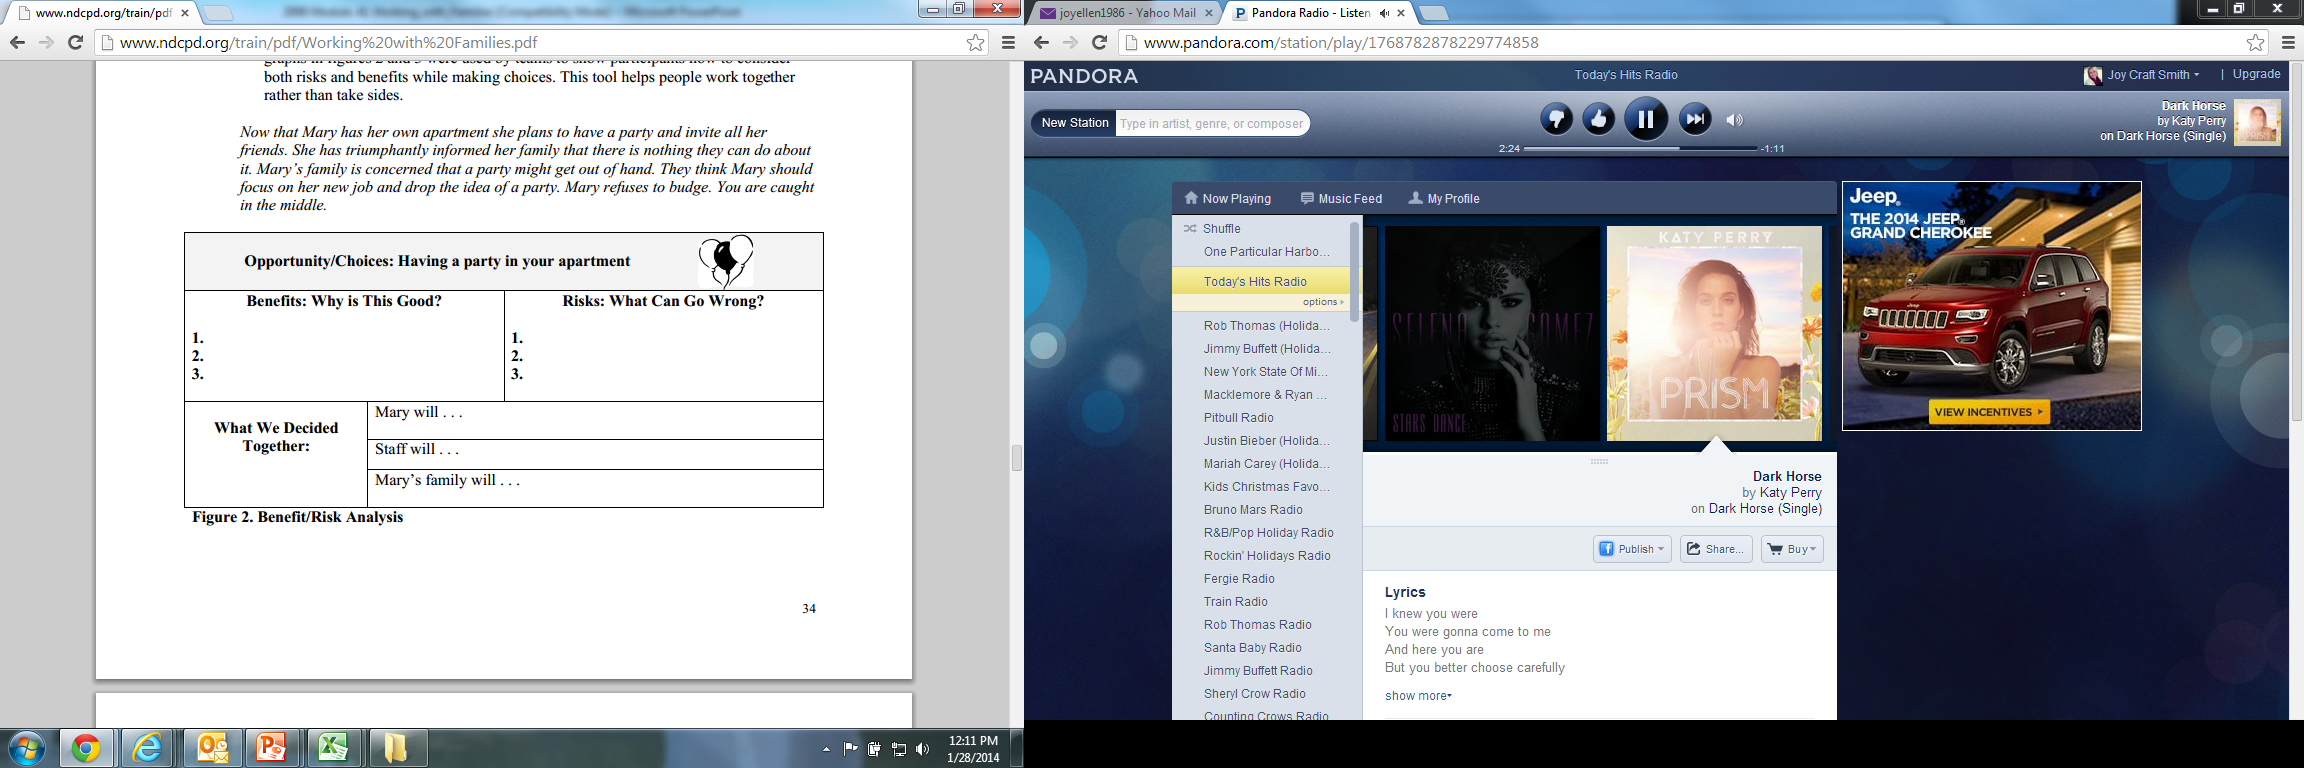 www.ndcpd.org/train/pdf
www.ndcpd.org/train/pdf/Working%20with%20Families.pdf
both risks and benefits while making choices. This tool helps people work together
rather than take sides.
Now that Mary has her own apartment she plans to have a party and invite all her
friends. She has triumphantly informed her family that there is nothing they can do about
it. Mary's family is concerned that a party might get out of hand. They think Mary should
focus on her new job and drop the idea of a party. Mary refuses to budge. You are caught
in the middle.
Opportunity/Choices: Having a party in your apartment
Benefits: Why is This Good?
1.
2.
3.
Risks: What Can Go Wrong?
1.
2.
3.
What We Decided
Together:
Mary will . . .
Staff will . . .
Mary's family will . . .
Figure 2. Benefit/Risk Analysis
34
12:11 PM
1/28/2014
joyellen1986 - Yahoo Mail
Pandora Radio - Listen
www.pandora.com/station/play/1768782878229774858
PANDORA
Today's Hits Radio
Joy Craft Smith
| Upgrade
New Station
Type in artist, genre, or composer
2:24
-1:11
Dark Horse
by Katy Perry
on Dark Horse (Single)
PRISM
Now Playing
Music Feed
My Profile
Shuffle
One Particular Harbo...
Today's Hits Radio
options
Rob Thomas (Holida...
Jimmy Buffett (Holida...
New York State Of Mi...
Macklemore & Ryan ...
Pitbull Radio
Justin Bieber (Holida...
Mariah Carey (Holida...
Kids Christmas Favo...
Bruno Mars Radio
R&B/Pop Holiday Radio
Rockin' Holidays Radio
Fergie Radio
Train Radio
Rob Thomas Radio
Santa Baby Radio
Jimmy Buffett Radio
Sheryl Crow Radio
Counting Crows Radio
SELENA GOMEZ
STARS DANCE
KATY PERRY
PRISM
Dark Horse
by Katy Perry
on Dark Horse (Single)
Publish
Share...
Buy
Lyrics
I knew you were
You were gonna come to me
And here you are
But you better choose carefully
show more
Jeep®
THE 2014 JEEP®
GRAND CHEROKEE
VIEW INCENTIVES